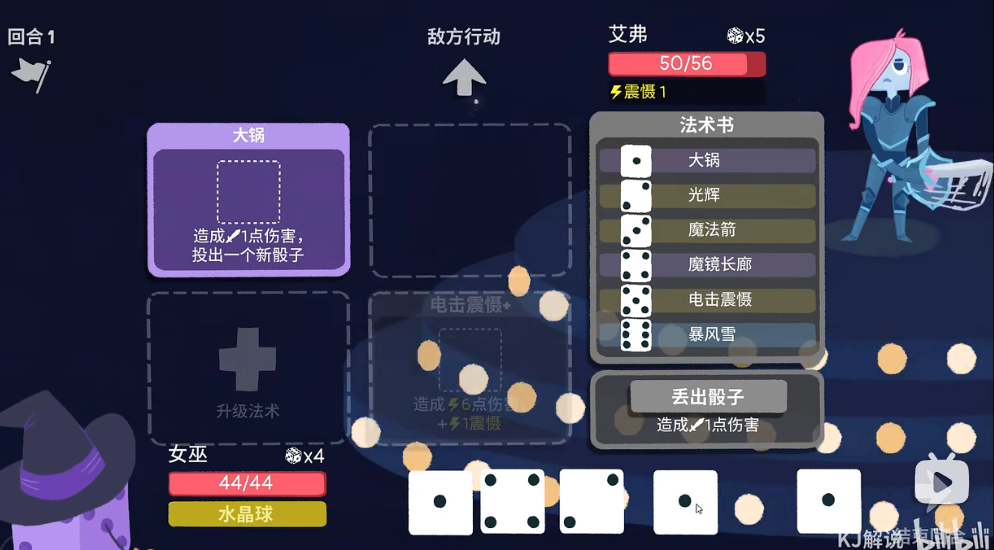 回合1
敌方行动
艾弗
x5
50/56
震慑1
法术书
大锅
光辉
魔法箭
魔镜长廊
电击震慑
暴风雪
丢出骰子
造成1点伤害
大锅
造成1点伤害，
投出一个新骰子
升级法术
电击震慑+
造成6点伤害
+1震慑
女巫
x4
44/44
水晶球
KJ解说
bilibili